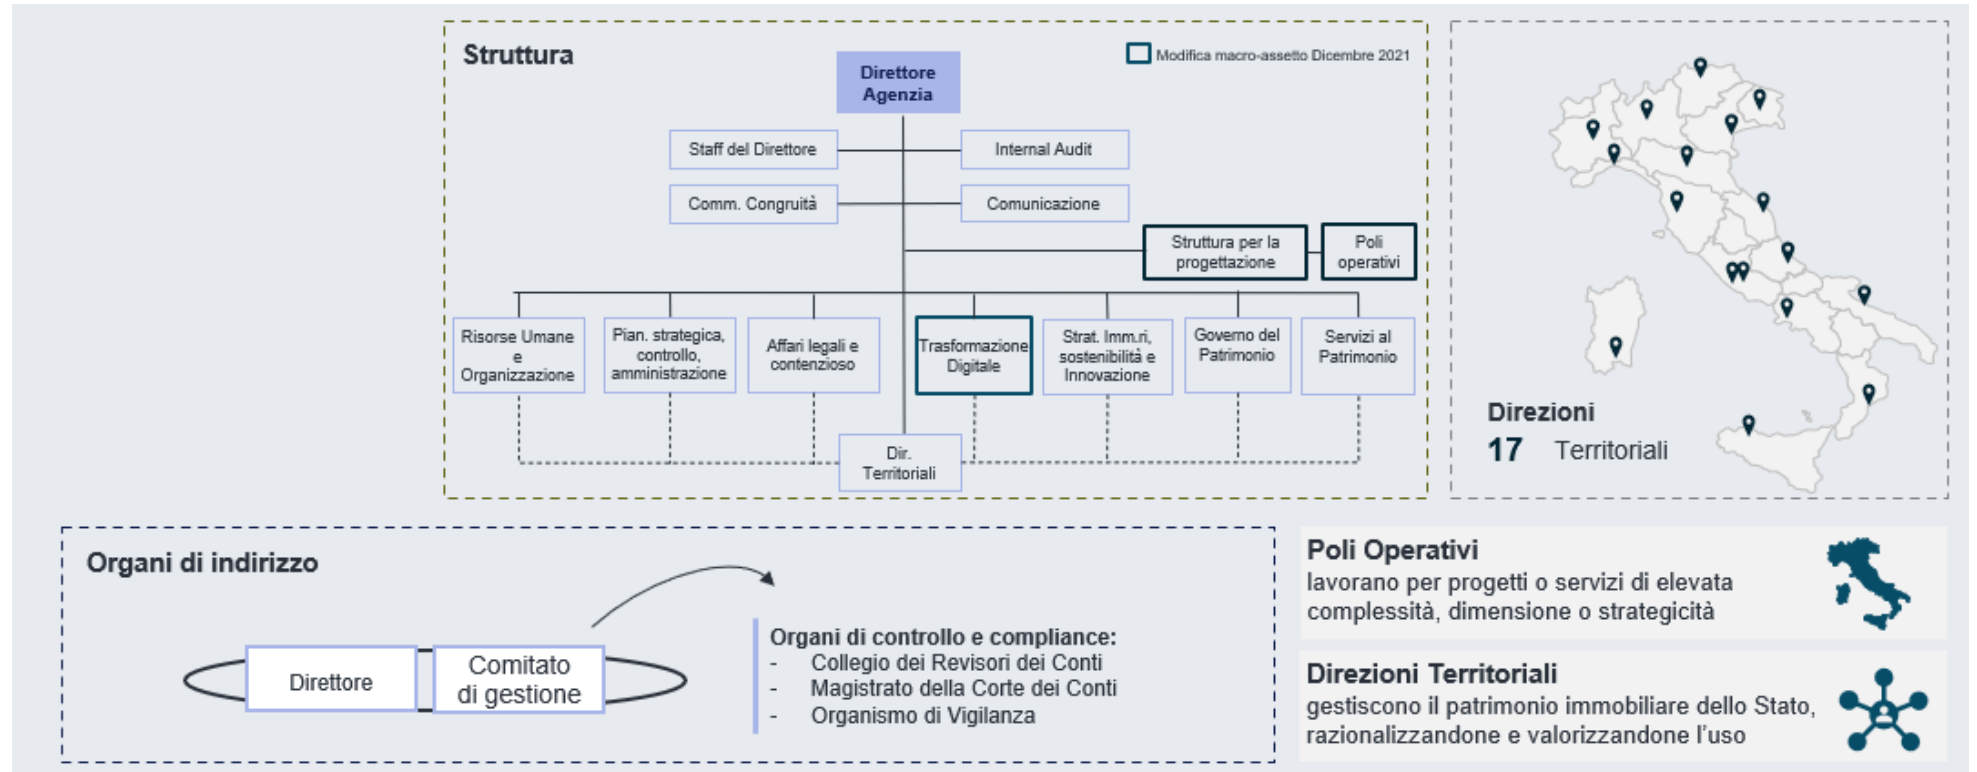 Struttura
Modifica macro-assetto Dicembre 2021
Direttore
Agenzia
Staff del Direttore
Internal Audit
Comm. Congruità
Comunicazione
Struttura per la
progettazione
Poli
operativi
Risorse Umane
e
Organizzazione
Pian. strategica,
controllo,
amministrazione
Affari legali e
contenzioso
Trasformazione
Digitale
Strat. Imm.ri,
sostenibilità e
Innovazione
Governo del
Patrimonio
Servizi al
Patrimonio
Dir.
Territoriali
Direzioni
17 Territoriali
Organi di indirizzo
Direttore
Comitato
di gestione
Organi di controllo e compliance:
- Collegio dei Revisori dei Conti
- Magistrato della Corte dei Conti
- Organismo di Vigilanza
Poli Operativi
lavorano per progetti o servizi di elevata
complessità, dimensione o strategicità
Direzioni Territoriali
gestiscono il patrimonio immobiliare dello Stato,
razionalizzandone e valorizzandone l'uso